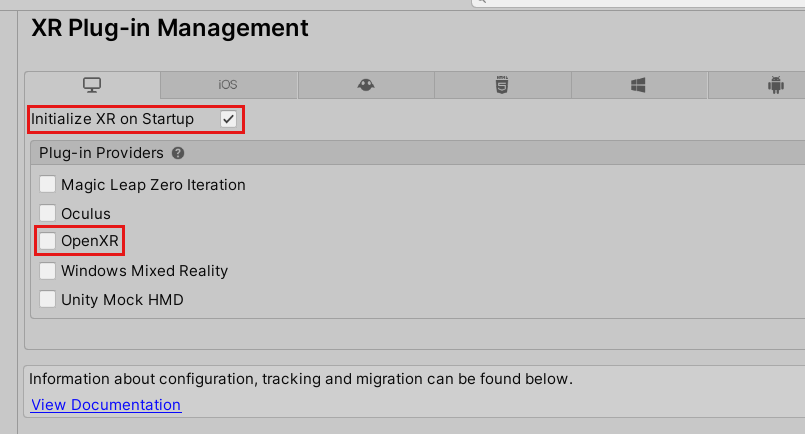 XR Plug-in Management
iOS
Initialize XR on Startup
Plug-in Providers ?
Magic Leap Zero Iteration
Oculus
OpenXR
Windows Mixed Reality
Unity Mock HMD
Information about configuration, tracking and migration can be found below.
View Documentation